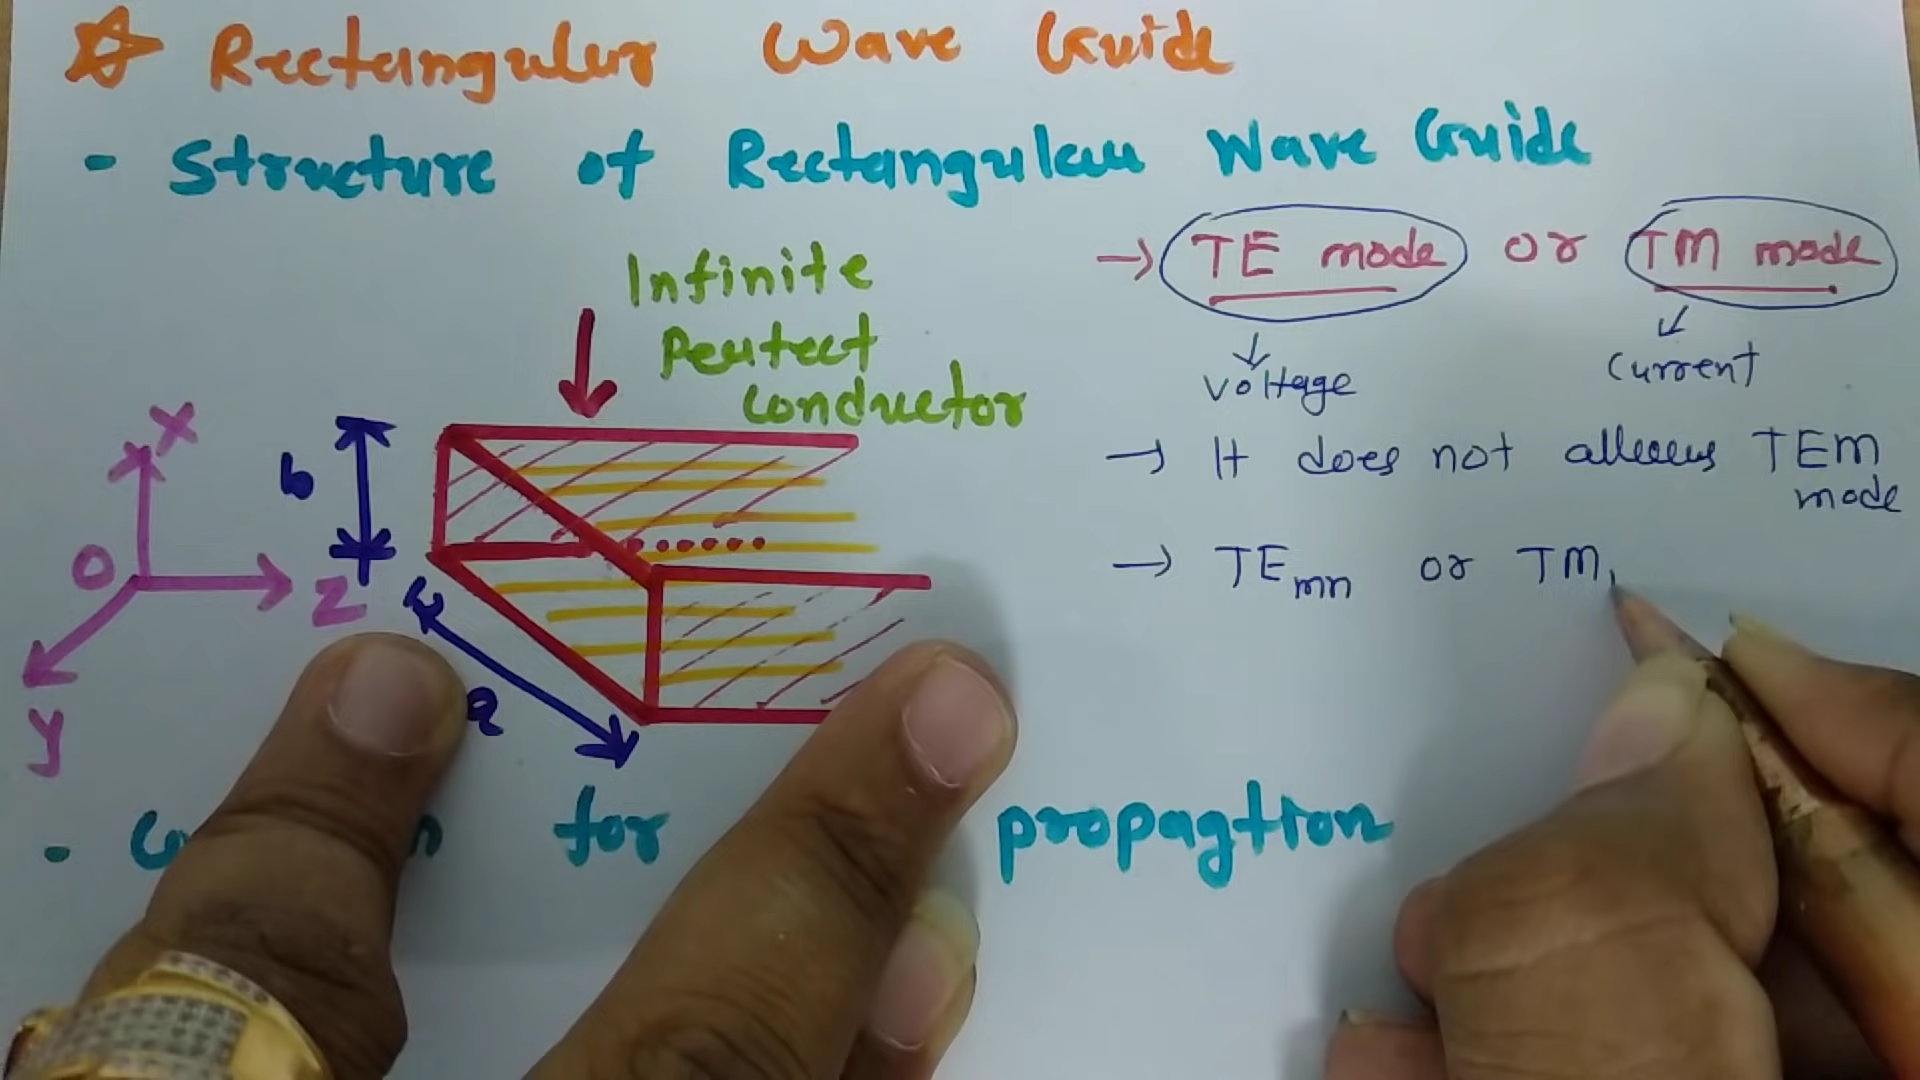 Rectangular Wave Guide
- Structure of Rectangular Wave Guide
Infinite
Perfect
Conductor
→ TE mode or TM mode
Voltage
Current
→ It does not allows TEM
mode
→ TEmn or TM
b
a
X
O
Z
Y
for propagtion